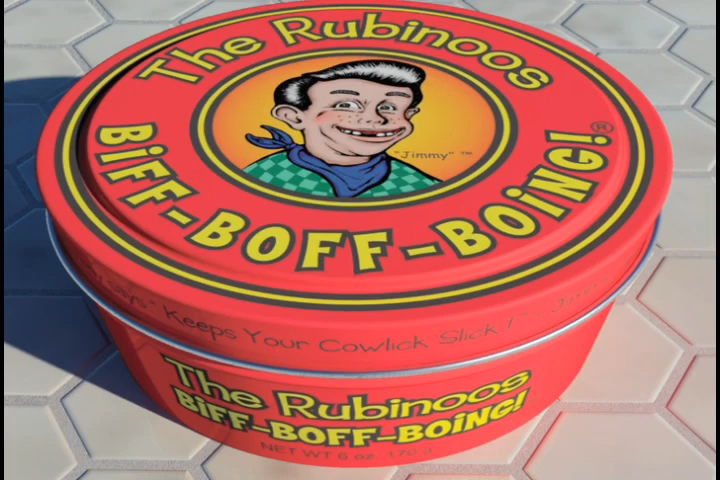 The Rubinoos
"Jimmy" ™
BiFF-BOFF-BOiNG!®
Keeps Your Cowlick Slick!"
The Rubinoos
BiFF-BOFF-BOiNG!
NET WT 6 oz